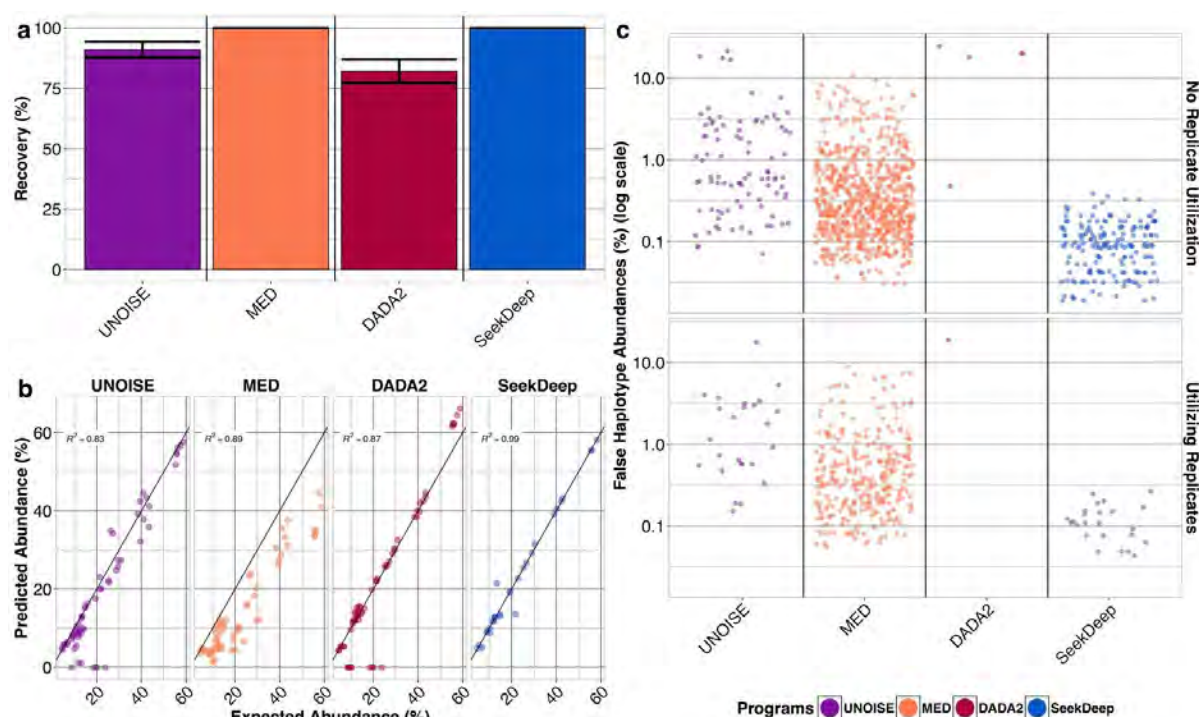 a
Recovery (%)
100
75
50
25
0
UNOISE
MED
DADA2
SeekDeep
b
UNOISE
MED
DADA2
SeekDeep
Predicted Abundance (%)
60
40
20
0
R² = 0.83
R² = 0.89
R² = 0.87
R² = 0.99
20
40
60
20
40
60
20
40
60
20
40
60
Expected Abundance (%)
c
False Haplotype Abundances (%) (log scale)
10.0
1.0
0.1
No Replicate Utilization
10.0
1.0
0.1
Utilizing Replicates
UNOISE
MED
DADA2
SeekDeep
Programs UNOISE MED DADA2 SeekDeep